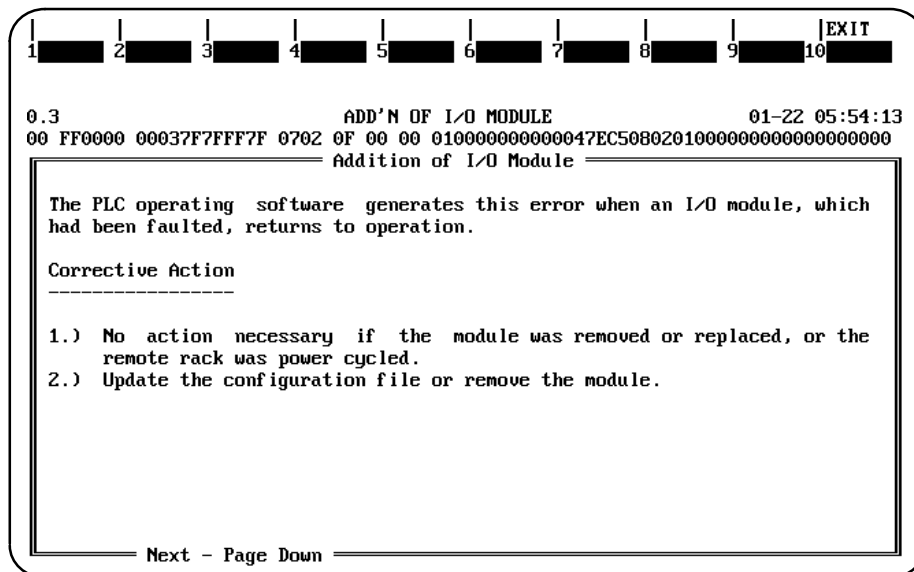 EXIT
1 2 3 4 5 6 7 8 9 10
0.3 ADD'N OF I/O MODULE 01-22 05:54:13
00 FF0000 00037F7FFF7F 0702 0F 00 00 010000000000047EC5080201000000000000000000
Addition of I/O Module
The PLC operating software generates this error when an I/O module, which
had been faulted, returns to operation.
Corrective Action
-----------------
1.) No action necessary if the module was removed or replaced, or the
remote rack was power cycled.
2.) Update the configuration file or remove the module.
Next - Page Down